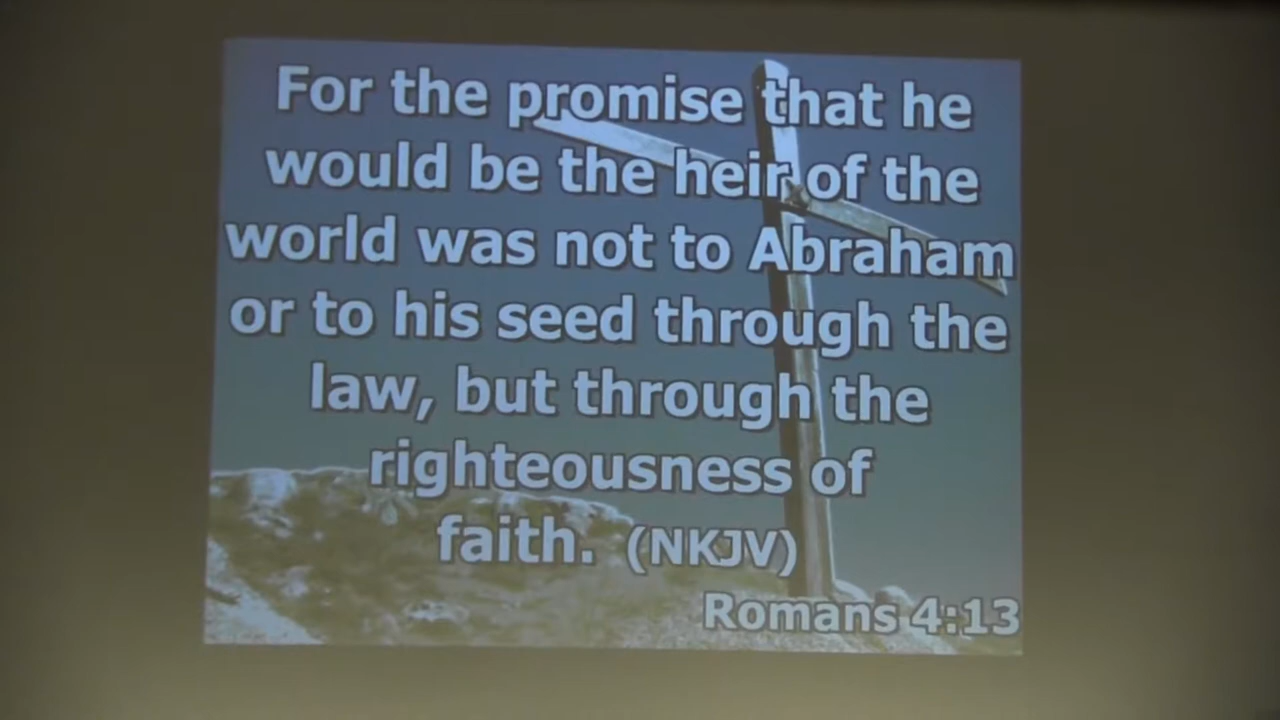 For the promise that he
would be the heir of the
world was not to Abraham
or to his seed through the
law, but through the
righteousness of
faith. (NKJV)
Romans 4:13